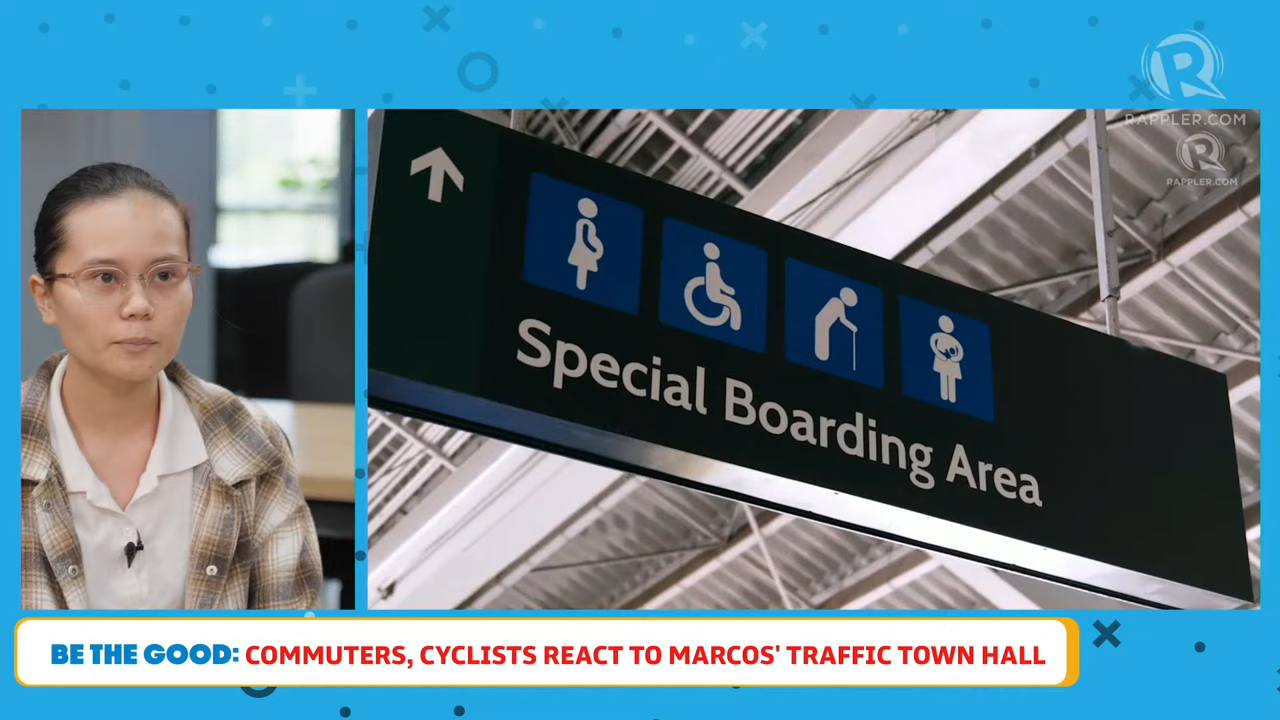 RAPPLER.COM
RAPPLER.COM
Special Boarding Area
BE THE GOOD: COMMUTERS, CYCLISTS REACT TO MARCOS' TRAFFIC TOWN HALL